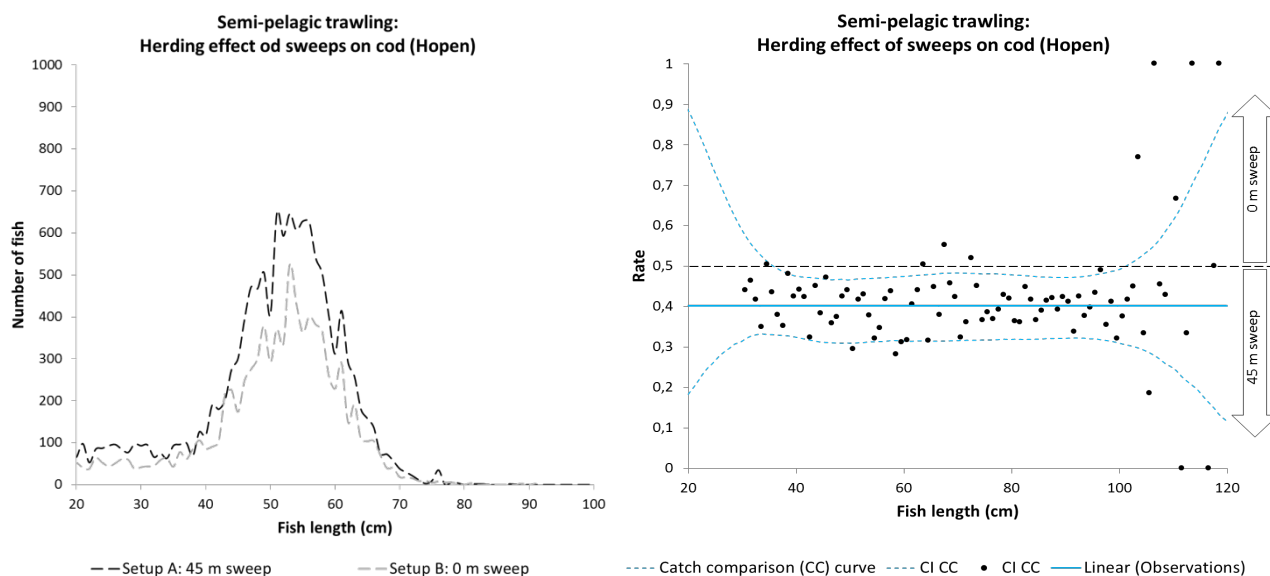 Semi-pelagic trawling:
Herding effect od sweeps on cod (Hopen)
1000
900
800
700
600
500
400
300
200
100
0
Number of fish
20 30 40 50 60 70 80 90 100
Fish length (cm)
Setup A: 45 m sweep Setup B: 0 m sweep
Semi-pelagic trawling:
Herding effect of sweeps on cod (Hopen)
1
0,9
0,8
0,7
0,6
0,5
0,4
0,3
0,2
0,1
0
Rate
20 40 60 80 100 120
Fish length (cm)
0 m sweep
45 m sweep
Catch comparison (CC) curve CI CC CI CC Linear (Observations)